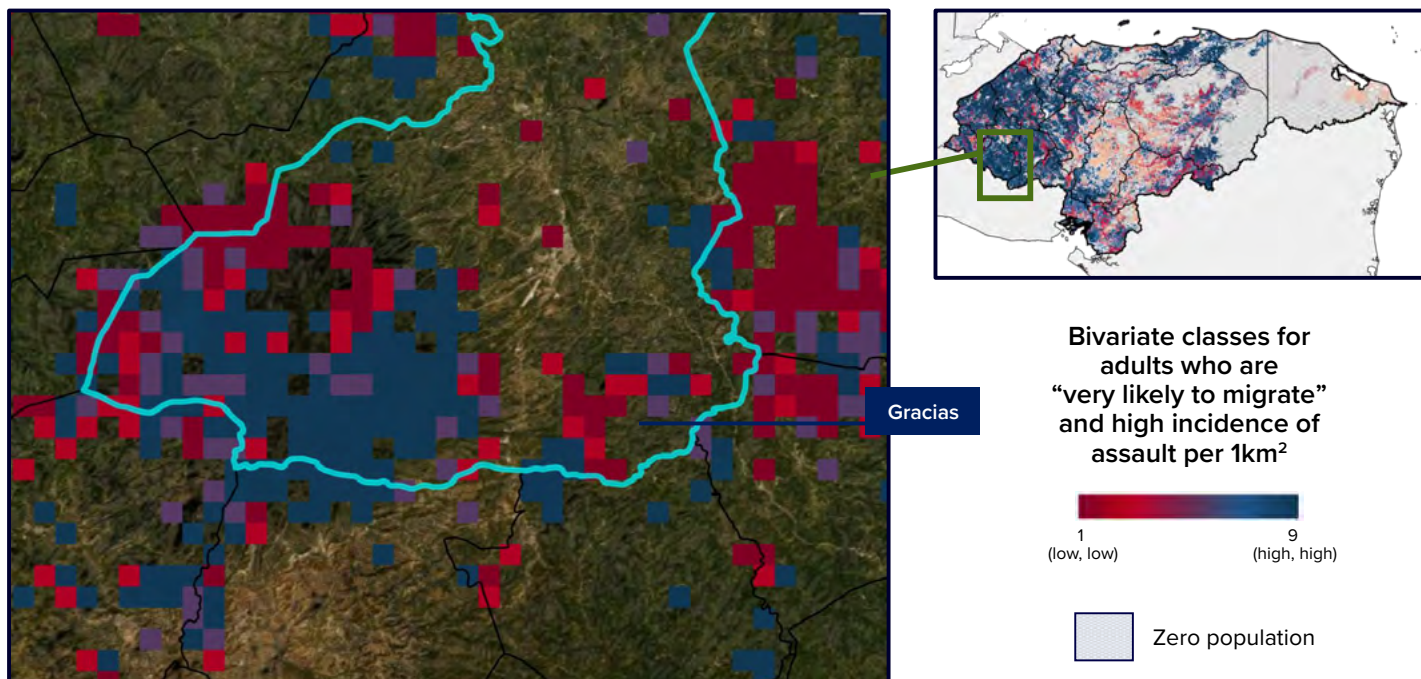 Gracias
Bivariate classes for
adults who are
“very likely to migrate”
and high incidence of
assault per 1km²
1
(low, low)
9
(high, high)
Zero population